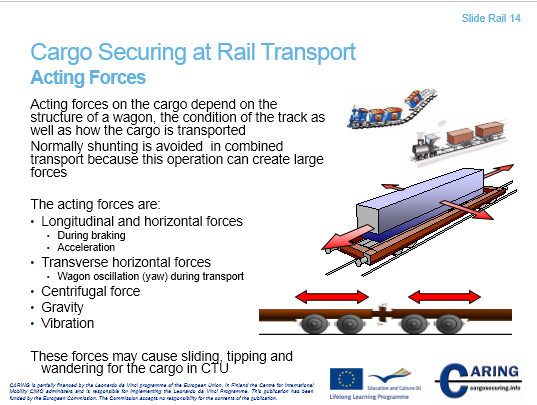 Slide Rail 14
Cargo Securing at Rail Transport
Acting Forces
Acting forces on the cargo depend on the
structure of a wagon, the condition of the track as
well as how the cargo is transported
Normally shunting is avoided in combined
transport because this operation can create large
forces
The acting forces are:
• Longitudinal and horizontal forces
• During braking
• Acceleration
• Transverse horizontal forces
• Wagon oscillation (yaw) during transport
• Centrifugal force
• Gravity
• Vibration
These forces may cause sliding, tipping and
wandering for the cargo in CTU
CARING is partially financed by the Leonardo da Vinci programme of the European Union. In Finland the Centre for International
Mobility CIMO administers and is responsible for implementing the Leonardo da Vinci Programme. This publication has been
funded by the European Commission. The Commission accepts no responsibility for the contents of the publication.
Education and Culture DG
Lifelong Learning Programme
CARING
cargosecuring.info